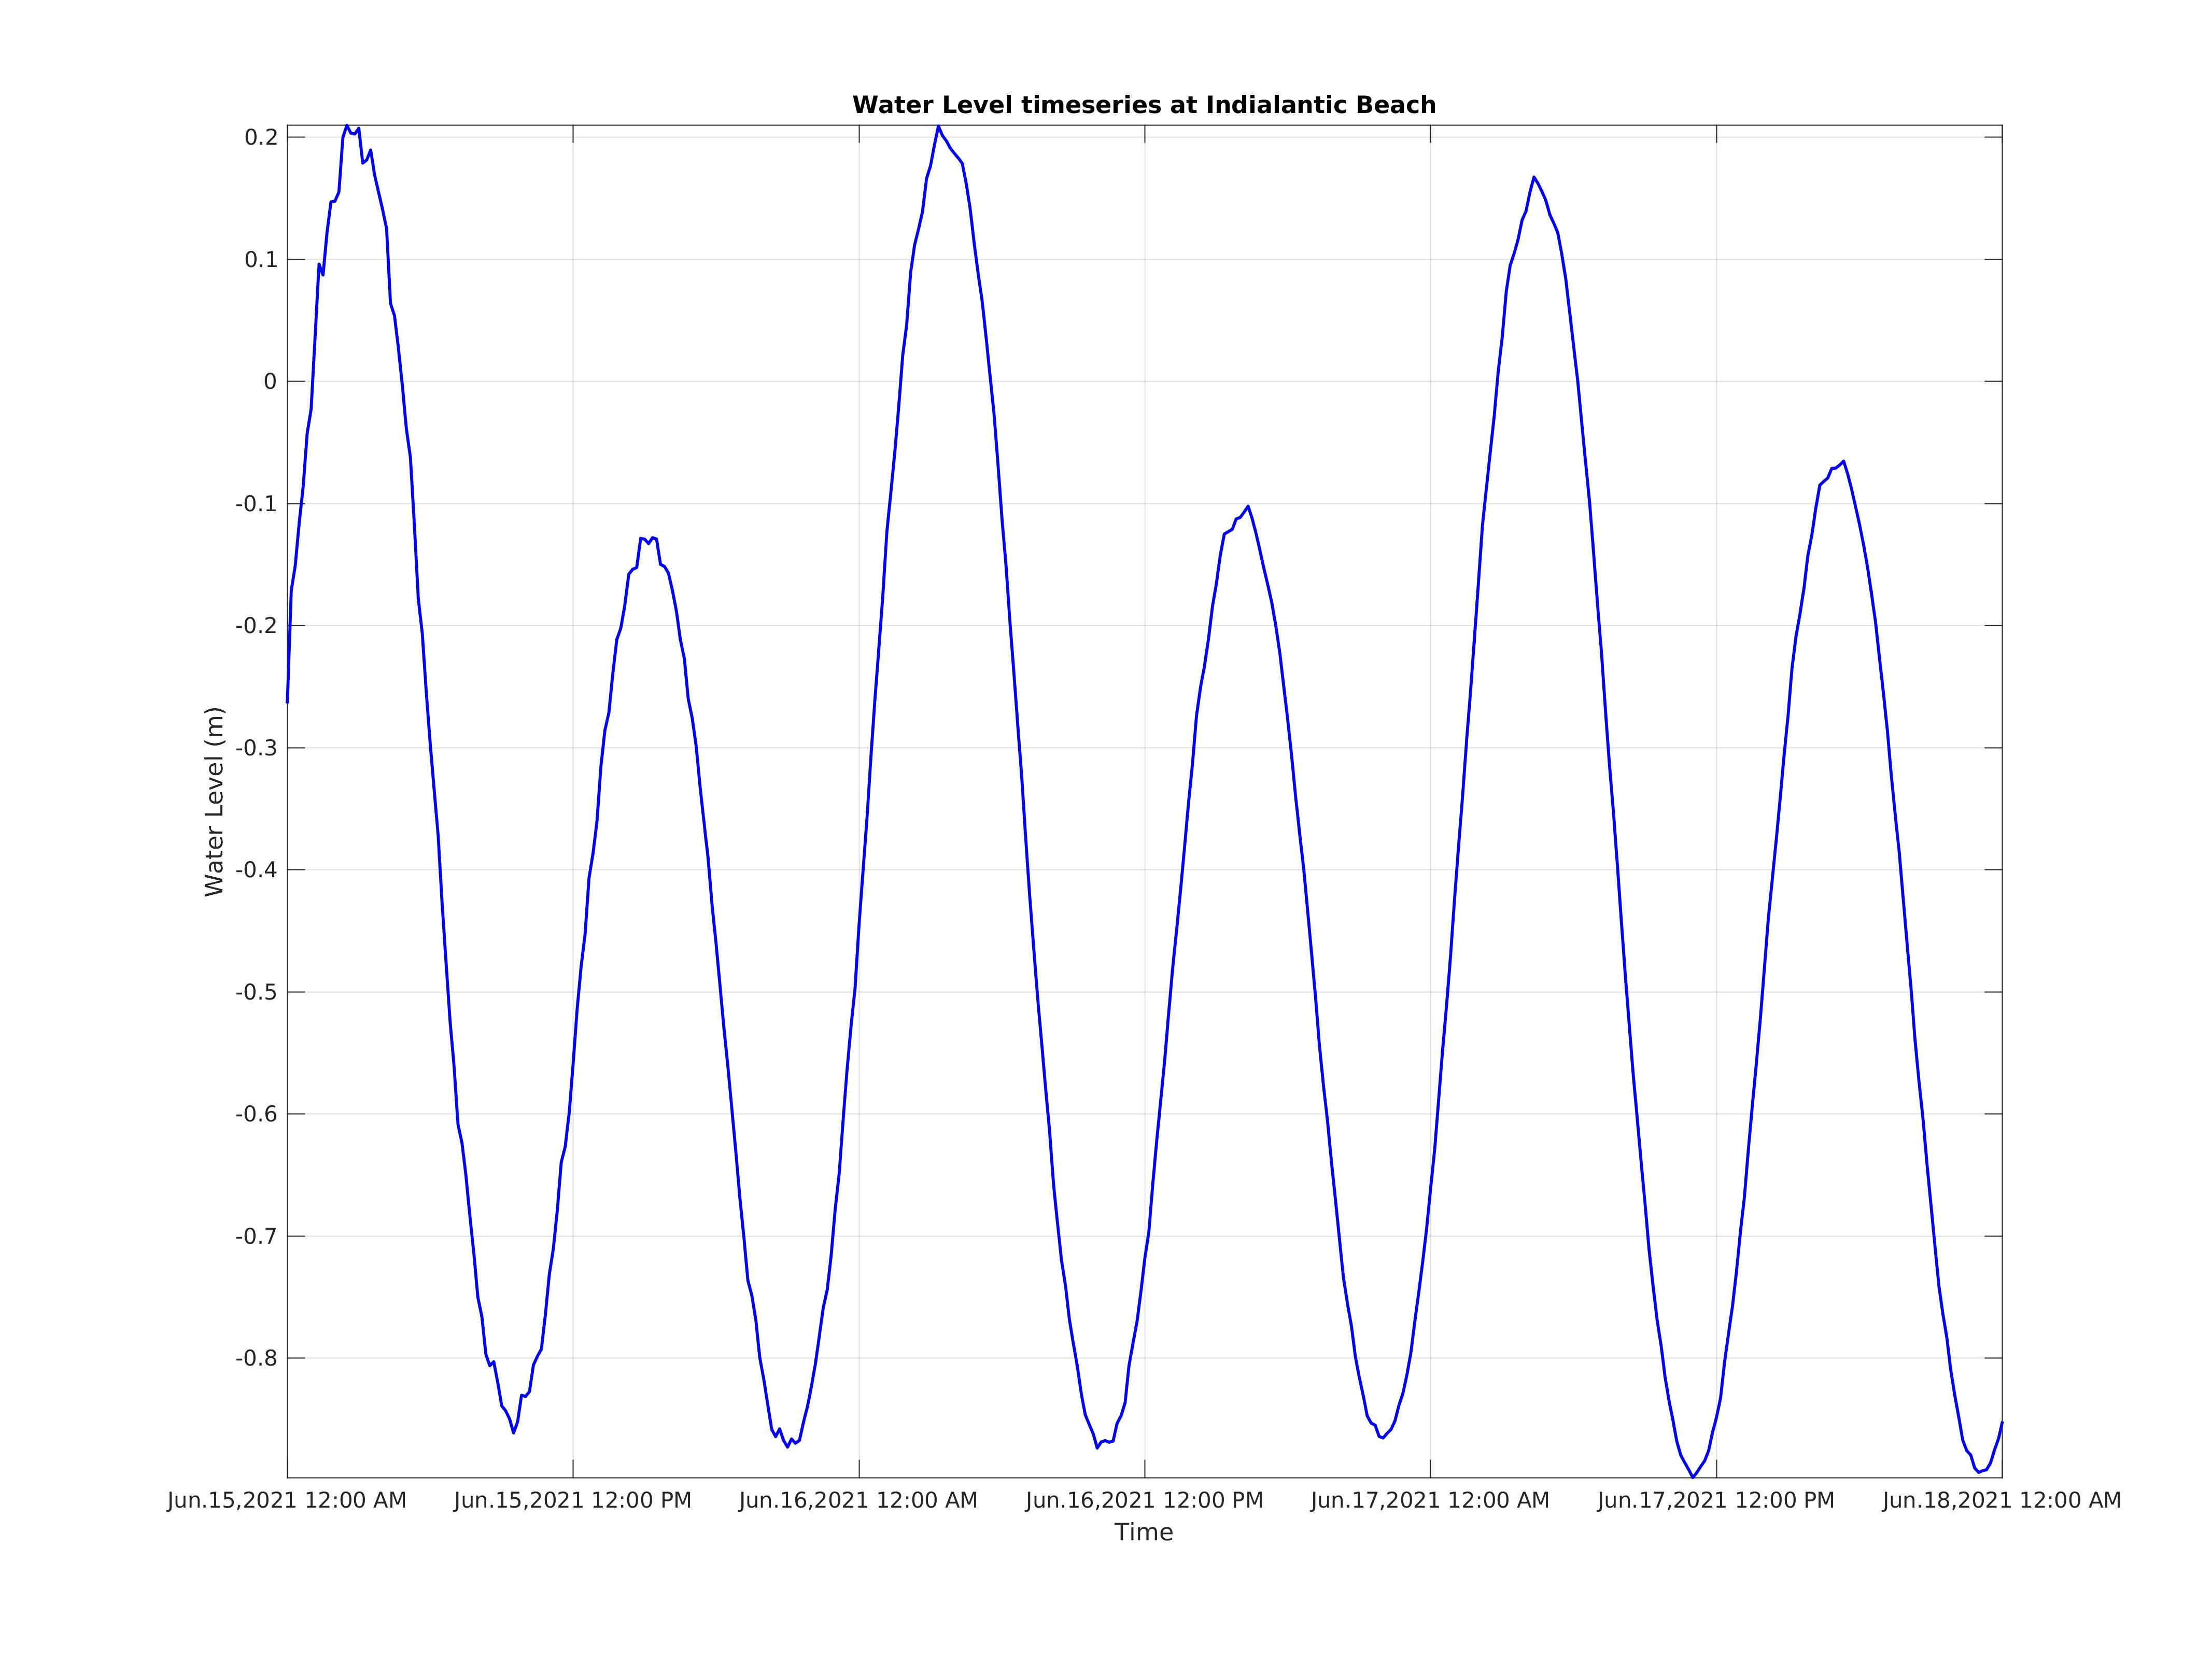 Water Level timeseries at Indialantic Beach
0.2
0.1
0
-0.1
-0.2
-0.3
-0.4
-0.5
-0.6
-0.7
-0.8
Water Level (m)
Jun.15,2021 12:00 AM
Jun.15,2021 12:00 PM
Jun.16,2021 12:00 AM
Jun.16,2021 12:00 PM
Jun.17,2021 12:00 AM
Jun.17,2021 12:00 PM
Jun.18,2021 12:00 AM
Time